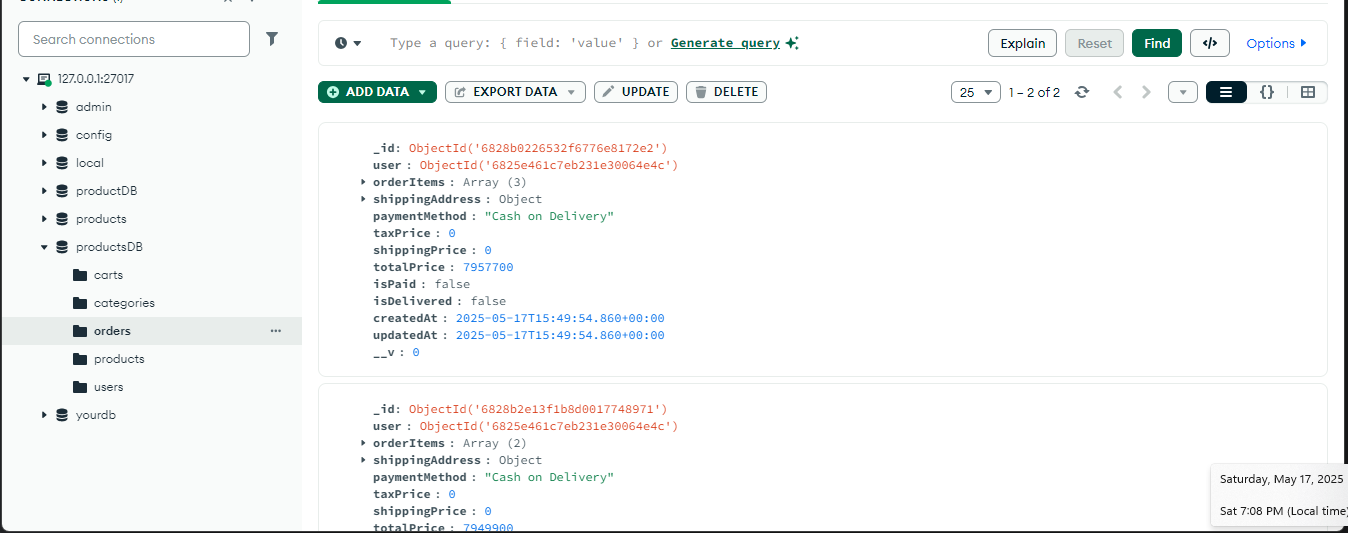 Search connections
127.0.0.1:27017
admin
config
local
productDB
products
productsDB
carts
categories
orders
products
users
yourdb
Type a query: { field: 'value' } or Generate query
Explain
Reset
Find
</>
Options
ADD DATA
EXPORT DATA
UPDATE
DELETE
25
1 – 2 of 2
{}
_id: ObjectId('6828b0226532f6776e8172e2')
user : ObjectId('6825e461c7eb231e30064e4c')
orderItems : Array (3)
shippingAddress : Object
paymentMethod : "Cash on Delivery"
taxPrice : 0
shippingPrice : 0
totalPrice : 7957700
isPaid : false
isDelivered : false
createdAt : 2025-05-17T15:49:54.860+00:00
updatedAt : 2025-05-17T15:49:54.860+00:00
__v : 0
_id: ObjectId('6828b2e13f1b8d0017748971')
user : ObjectId('6825e461c7eb231e30064e4c')
orderItems : Array (2)
shippingAddress : Object
paymentMethod : "Cash on Delivery"
taxPrice : 0
shippingPrice : 0
totalPrice : 7949900
Saturday, May 17, 2025
Sat 7:08 PM (Local time)